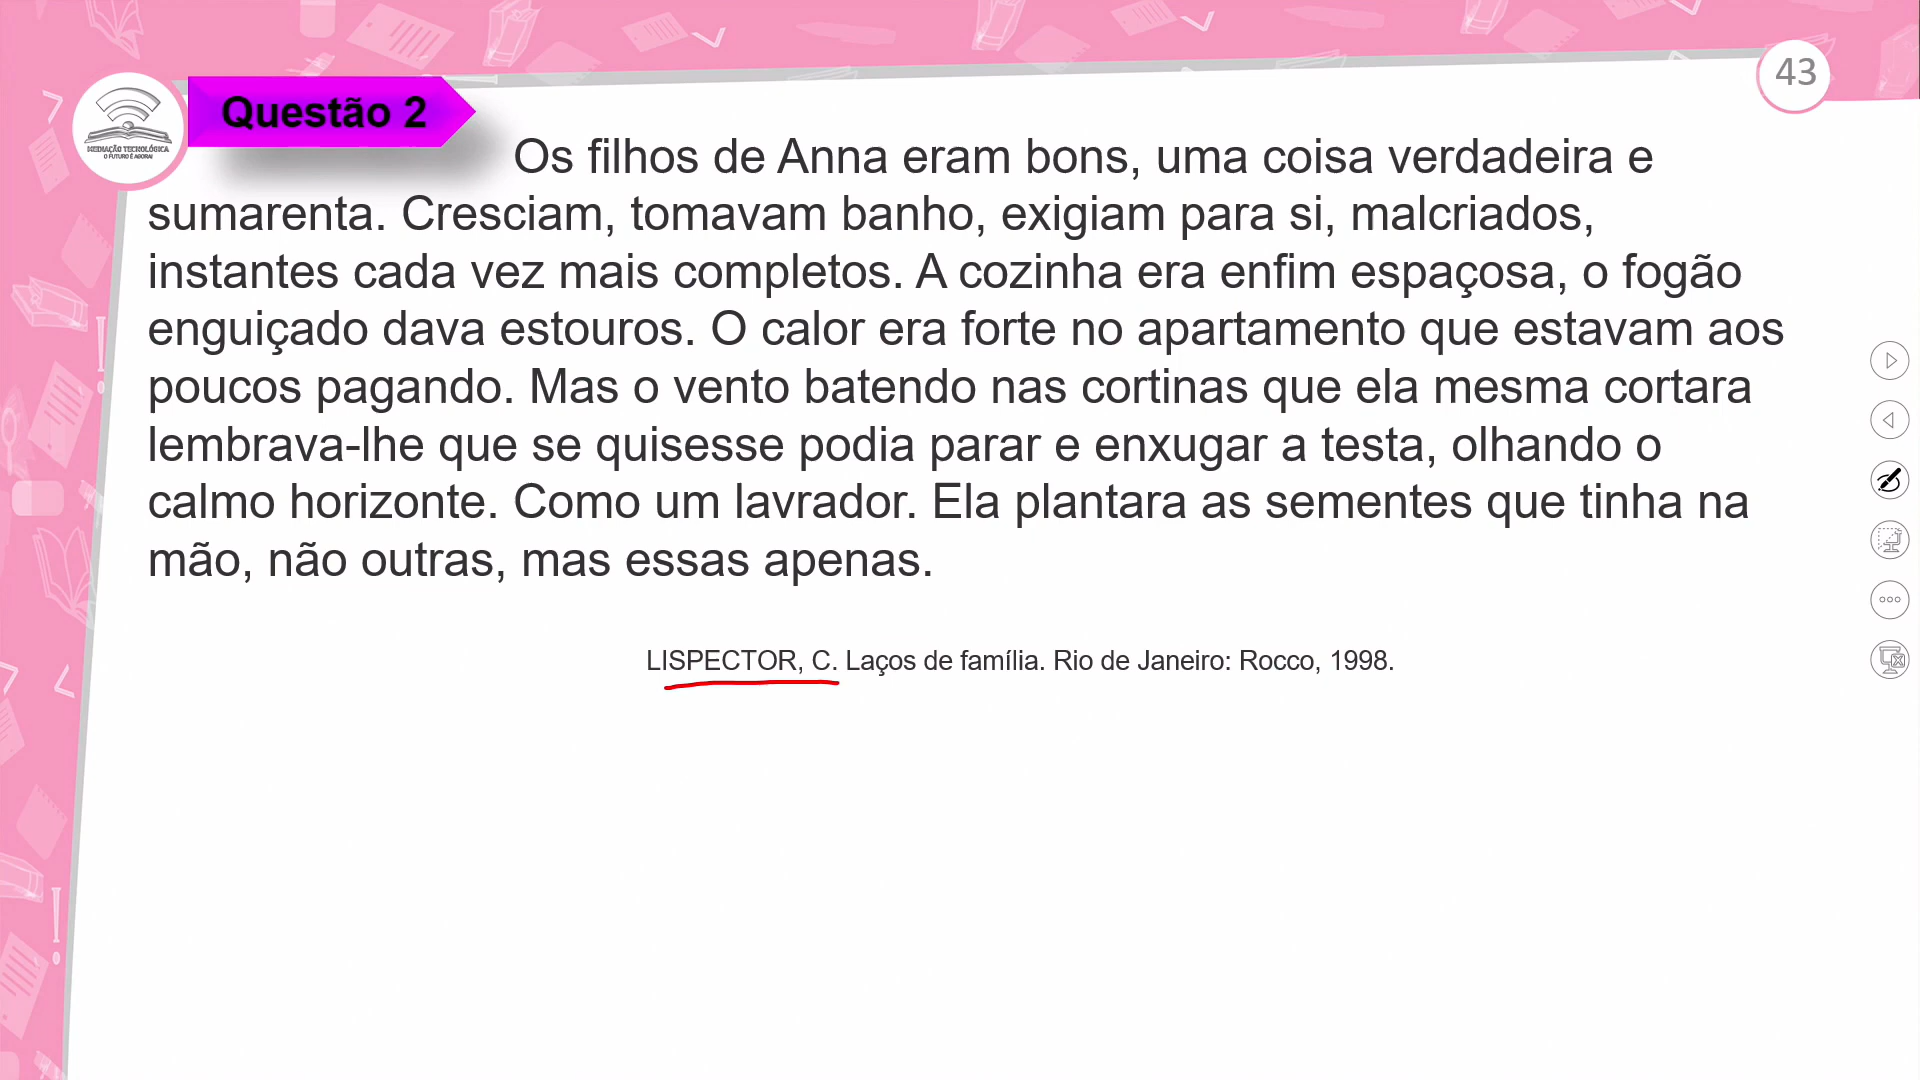 43
Questão 2
MEDIAÇÃO TECNOLÓGICA
O FUTURO É AGORA!
Os filhos de Anna eram bons, uma coisa verdadeira e
sumarenta. Cresciam, tomavam banho, exigiam para si, malcriados,
instantes cada vez mais completos. A cozinha era enfim espaçosa, o fogão
enguiçado dava estouros. O calor era forte no apartamento que estavam aos
poucos pagando. Mas o vento batendo nas cortinas que ela mesma cortara
lembrava-lhe que se quisesse podia parar e enxugar a testa, olhando o
calmo horizonte. Como um lavrador. Ela plantara as sementes que tinha na
mão, não outras, mas essas apenas.
LISPECTOR, C. Laços de família. Rio de Janeiro: Rocco, 1998.